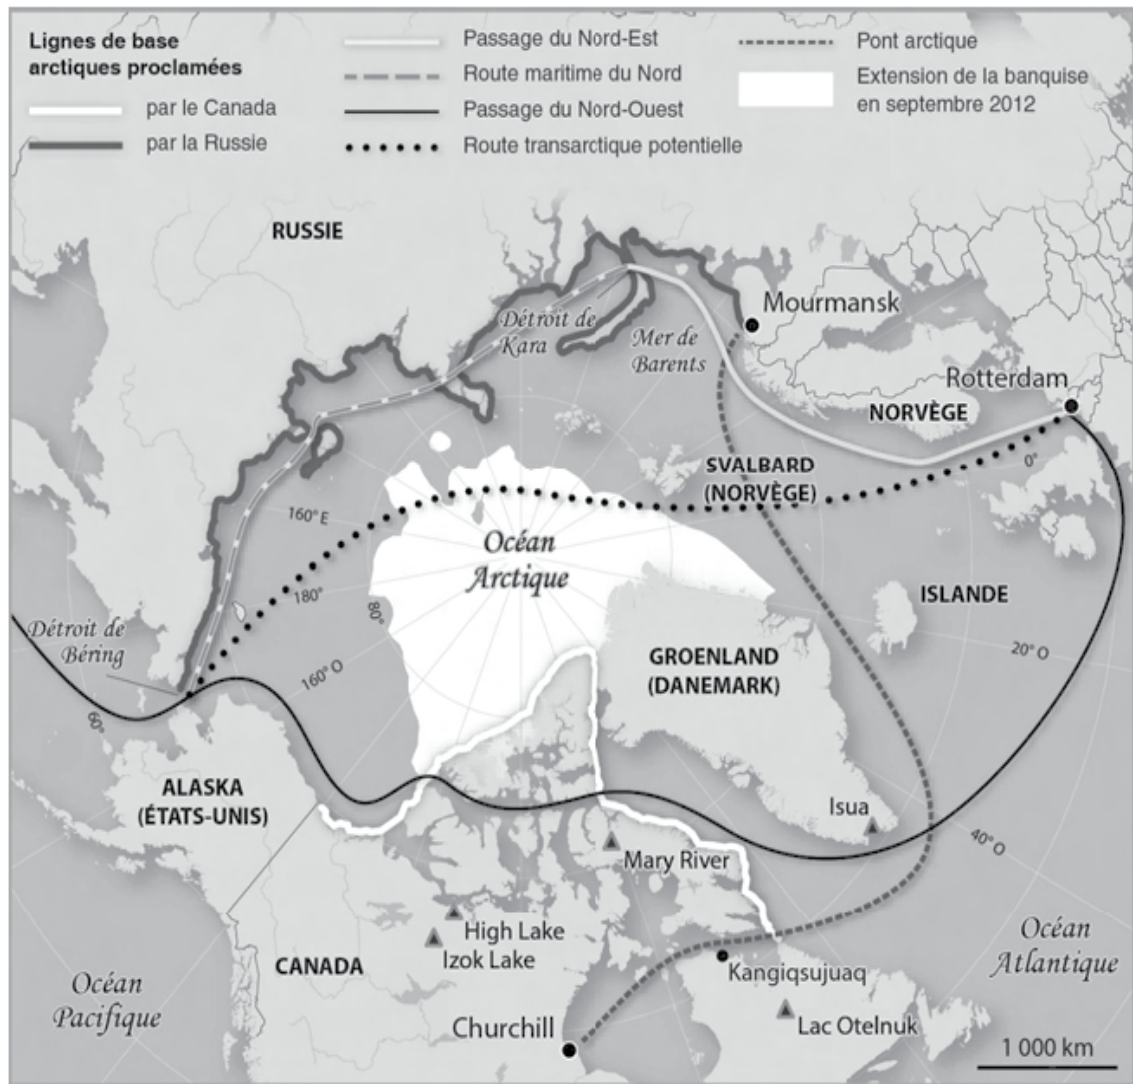 Lignes de base
arctiques proclamées
par le Canada
par la Russie
Passage du Nord-Est
Route maritime du Nord
Passage du Nord-Ouest
Route transarctique potentielle
Pont arctique
Extension de la banquise
en septembre 2012
RUSSIE
Mourmansk
Détroit de
Kara
Mer de
Barents
Rotterdam
NORVÈGE
SVALBARD
(NORVÈGE)
0°
160° E
Océan
Arctique
180°
80°
ISLANDE
Détroit de
Béring
160° O
GROENLAND
(DANEMARK)
20° O
60°
ALASKA
(ÉTATS-UNIS)
Isua
40° O
Mary River
High Lake
Izok Lake
CANADA
Océan
Atlantique
Kangiqsujuaq
Océan
Pacifique
Lac Otelnuk
Churchill
1 000 km